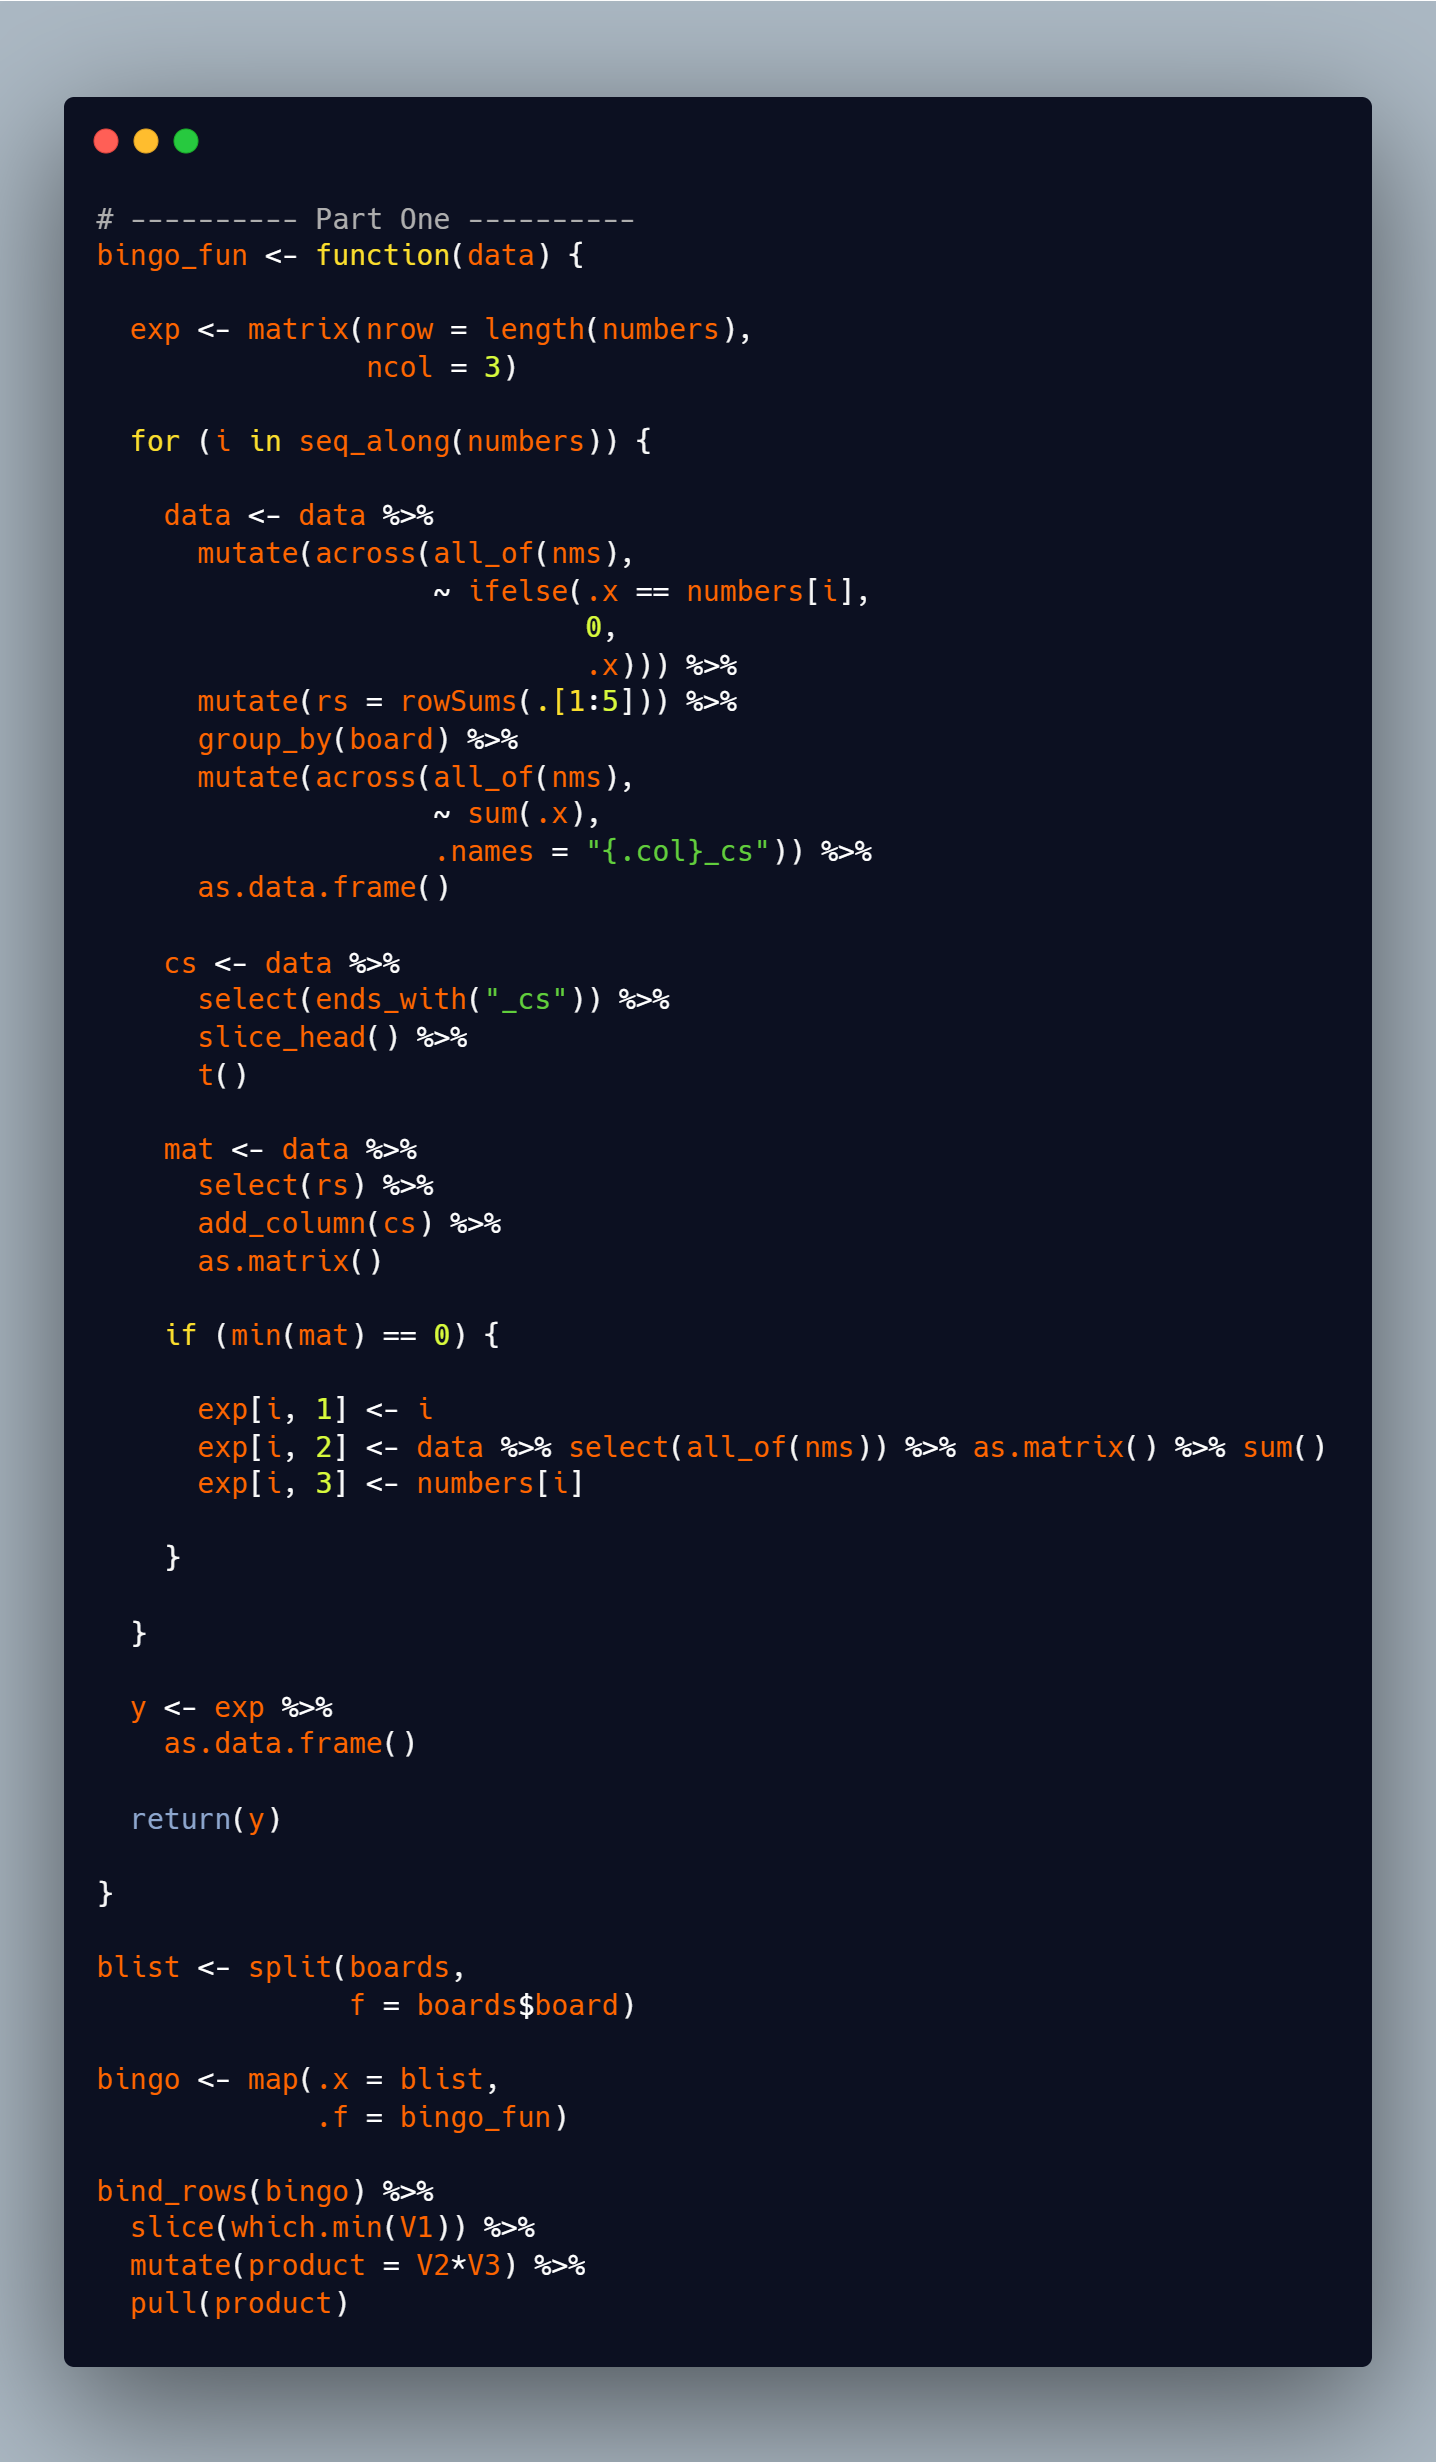 # ---------- Part One ----------
bingo_fun <- function(data) {

  exp <- matrix(nrow = length(numbers),
                ncol = 3)

  for (i in seq_along(numbers)) {

    data <- data %>%
      mutate(across(all_of(nms),
                    ~ ifelse(.x == numbers[i],
                             0,
                             .x))) %>%
      mutate(rs = rowSums(.[1:5])) %>%
      group_by(board) %>%
      mutate(across(all_of(nms),
                    ~ sum(.x),
                    .names = "{.col}_cs")) %>%
      as.data.frame()

    cs <- data %>%
      select(ends_with("_cs")) %>%
      slice_head() %>%
      t()

    mat <- data %>%
      select(rs) %>%
      add_column(cs) %>%
      as.matrix()

    if (min(mat) == 0) {

      exp[i, 1] <- i
      exp[i, 2] <- data %>% select(all_of(nms)) %>% as.matrix() %>% sum()
      exp[i, 3] <- numbers[i]

    }

  }

  y <- exp %>%
    as.data.frame()

  return(y)

}

blist <- split(boards,
               f = boards$board)

bingo <- map(.x = blist,
             .f = bingo_fun)

bind_rows(bingo) %>%
  slice(which.min(V1)) %>%
  mutate(product = V2*V3) %>%
  pull(product)